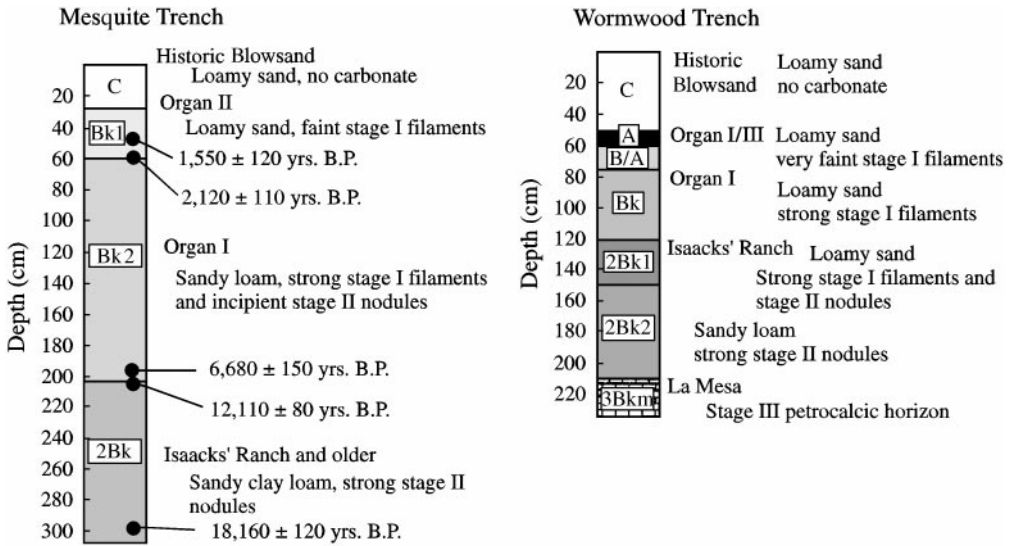 Mesquite Trench
Historic Blowsand
Loamy sand, no carbonate
C
20
Organ II
Loamy sand, faint stage I filaments
40
Bk1
1,550 ± 120 yrs. B.P.
60
2,120 ± 110 yrs. B.P.
80
100
Organ I
120
Bk2
Sandy loam, strong stage I filaments
and incipient stage II nodules
140
160
180
6,680 ± 150 yrs. B.P.
200
12,110 ± 80 yrs. B.P.
220
240
2Bk
Isaacks' Ranch and older
260
Sandy clay loam, strong stage II
nodules
280
18,160 ± 120 yrs. B.P.
300
Depth (cm)
Wormwood Trench
Historic
Blowsand
Loamy sand
no carbonate
20
C
40
A
Organ I/III
Loamy sand
very faint stage I filaments
60
B/A
Organ I
80
Loamy sand
strong stage I filaments
Bk
100
120
Isaacks' Ranch
Loamy sand
2Bk1
Strong stage I filaments and
stage II nodules
140
160
2Bk2
Sandy loam
strong stage II nodules
180
200
La Mesa
220
3Bkm
Stage III petrocalcic horizon
Depth (cm)